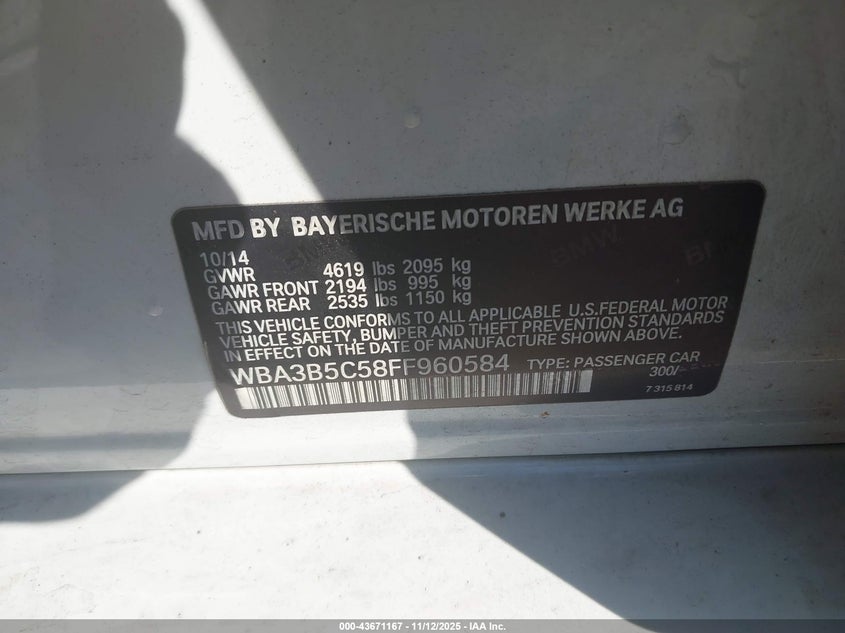 MFD BY BAYERISCHE MOTOREN WERKE AG
10/14
GVWR 4619 lbs 2095 kg
GAWR FRONT 2194 lbs 995 kg
GAWR REAR 2535 lbs 1150 kg
THIS VEHICLE CONFORMS TO ALL APPLICABLE U.S.FEDERAL MOTOR
VEHICLE SAFETY, BUMPER AND THEFT PREVENTION STANDARDS
IN EFFECT ON THE DATE OF MANUFACTURE SHOWN ABOVE.
WBA3B5C58FF960584 TYPE: PASSENGER CAR
300/-----
7 315 814
BMW
000-43671167 - 11/12/2025 - IAA Inc.